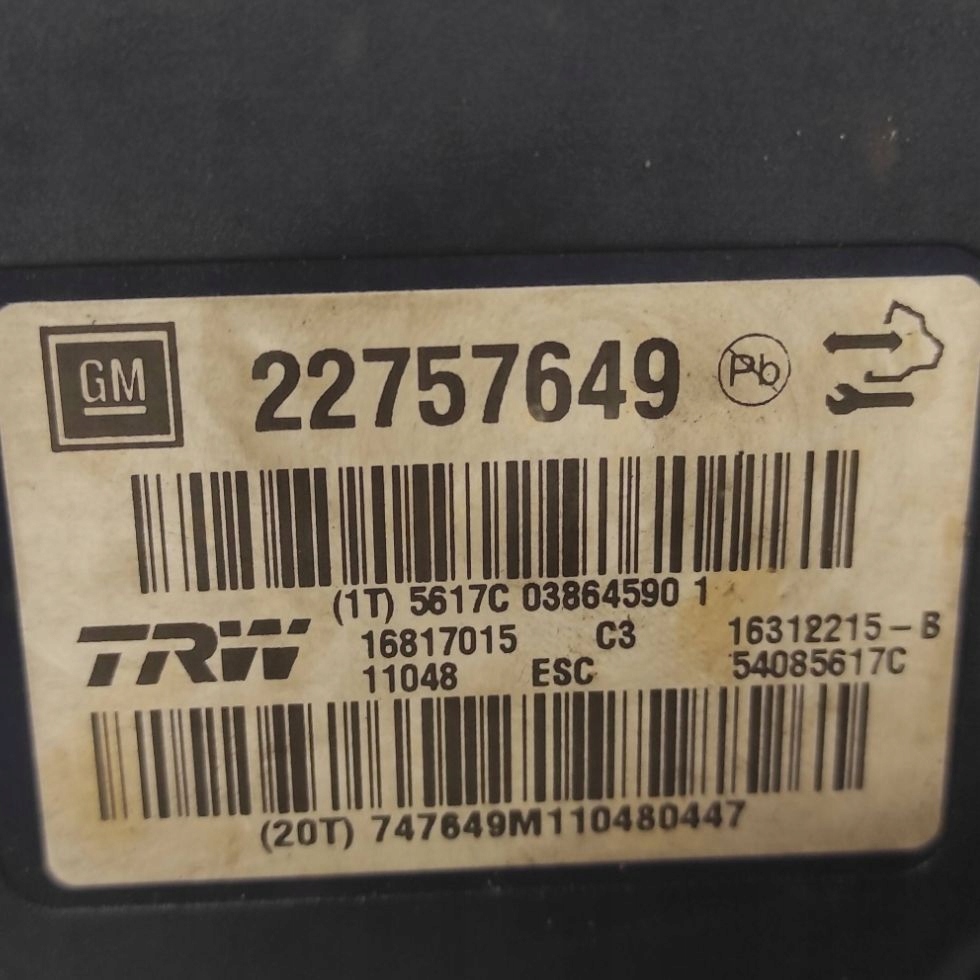 GM 22757649 Pb
(1T) 5617C 03864590 1
TRW 16817015 C3 16312215-B
11048 ESC 54085617C
(20T) 747649M110480447